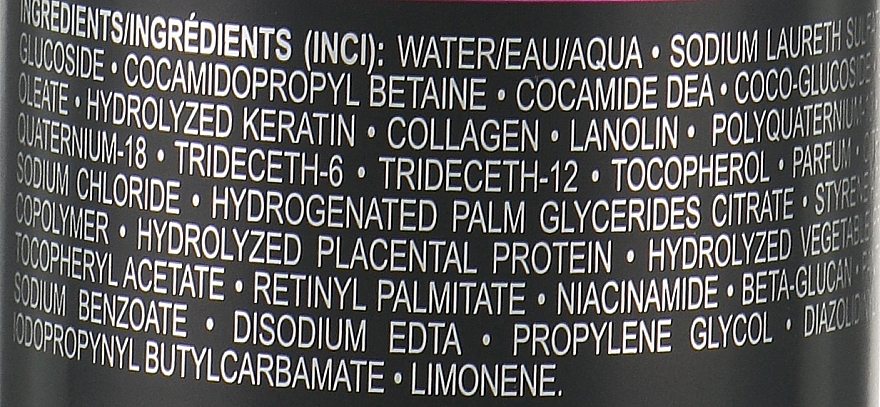 INGREDIENTS/INGRÉDIENTS (INCI): WATER/EAU/AQUA • SODIUM LAURETH
GLUCOSIDE • COCAMIDOPROPYL BETAINE • COCAMIDE DEA • COCO-GLUCOSIDE
OLEATE • HYDROLYZED KERATIN • COLLAGEN • LANOLIN •
QUATERNIUM-18 • TRIDECETH-6 • TRIDECETH-12 • TOCOPHEROL • PARFUM •
SODIUM CHLORIDE • HYDROGENATED PALM GLYCERIDES CITRATE •
COPOLYMER • HYDROLYZED PLACENTAL PROTEIN • HYDROLYZED VEGETABLE
TOCOPHERYL ACETATE • RETINYL PALMITATE • NIACINAMIDE • BETA-GLUCAN •
SODIUM BENZOATE • DISODIUM EDTA • PROPYLENE GLYCOL •
IODOPROPYNYL BUTYLCARBAMATE • LIMONENE.